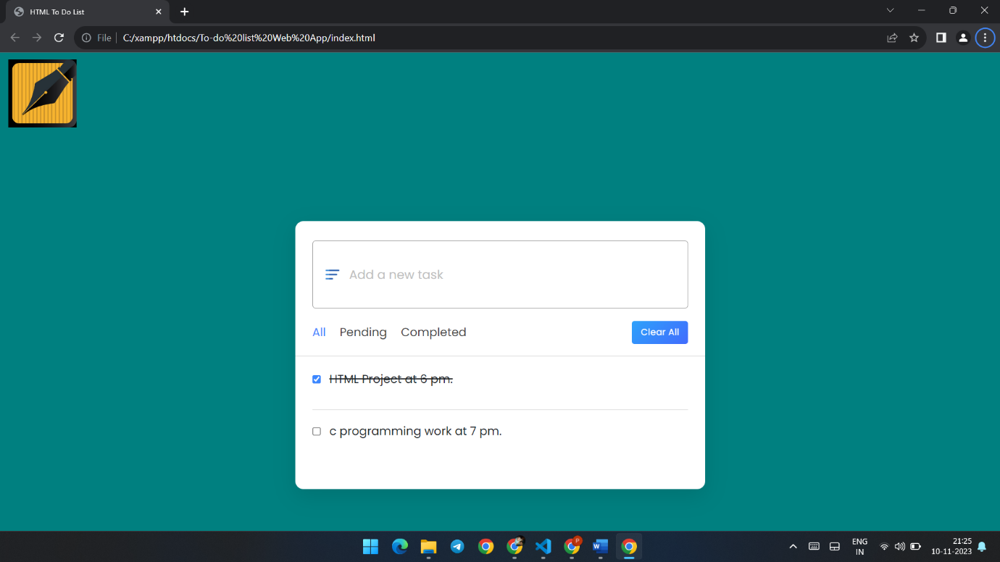 HTML To Do List
File
C:/xampp/htdocs/To-do%20list%20Web%20App/index.html
Add a new task
All Pending Completed Clear All
HTML Project at 6 pm.
c programming work at 7 pm.
P
W
ENG
IN
21:25
10-11-2023